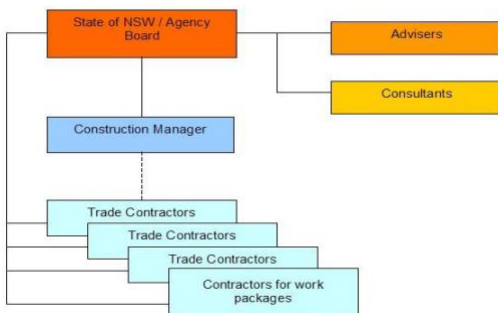 State of NSW / Agency
Board
Advisers
Consultants
Construction Manager
Trade Contractors
Trade Contractors
Trade Contractors
Contractors for work
packages